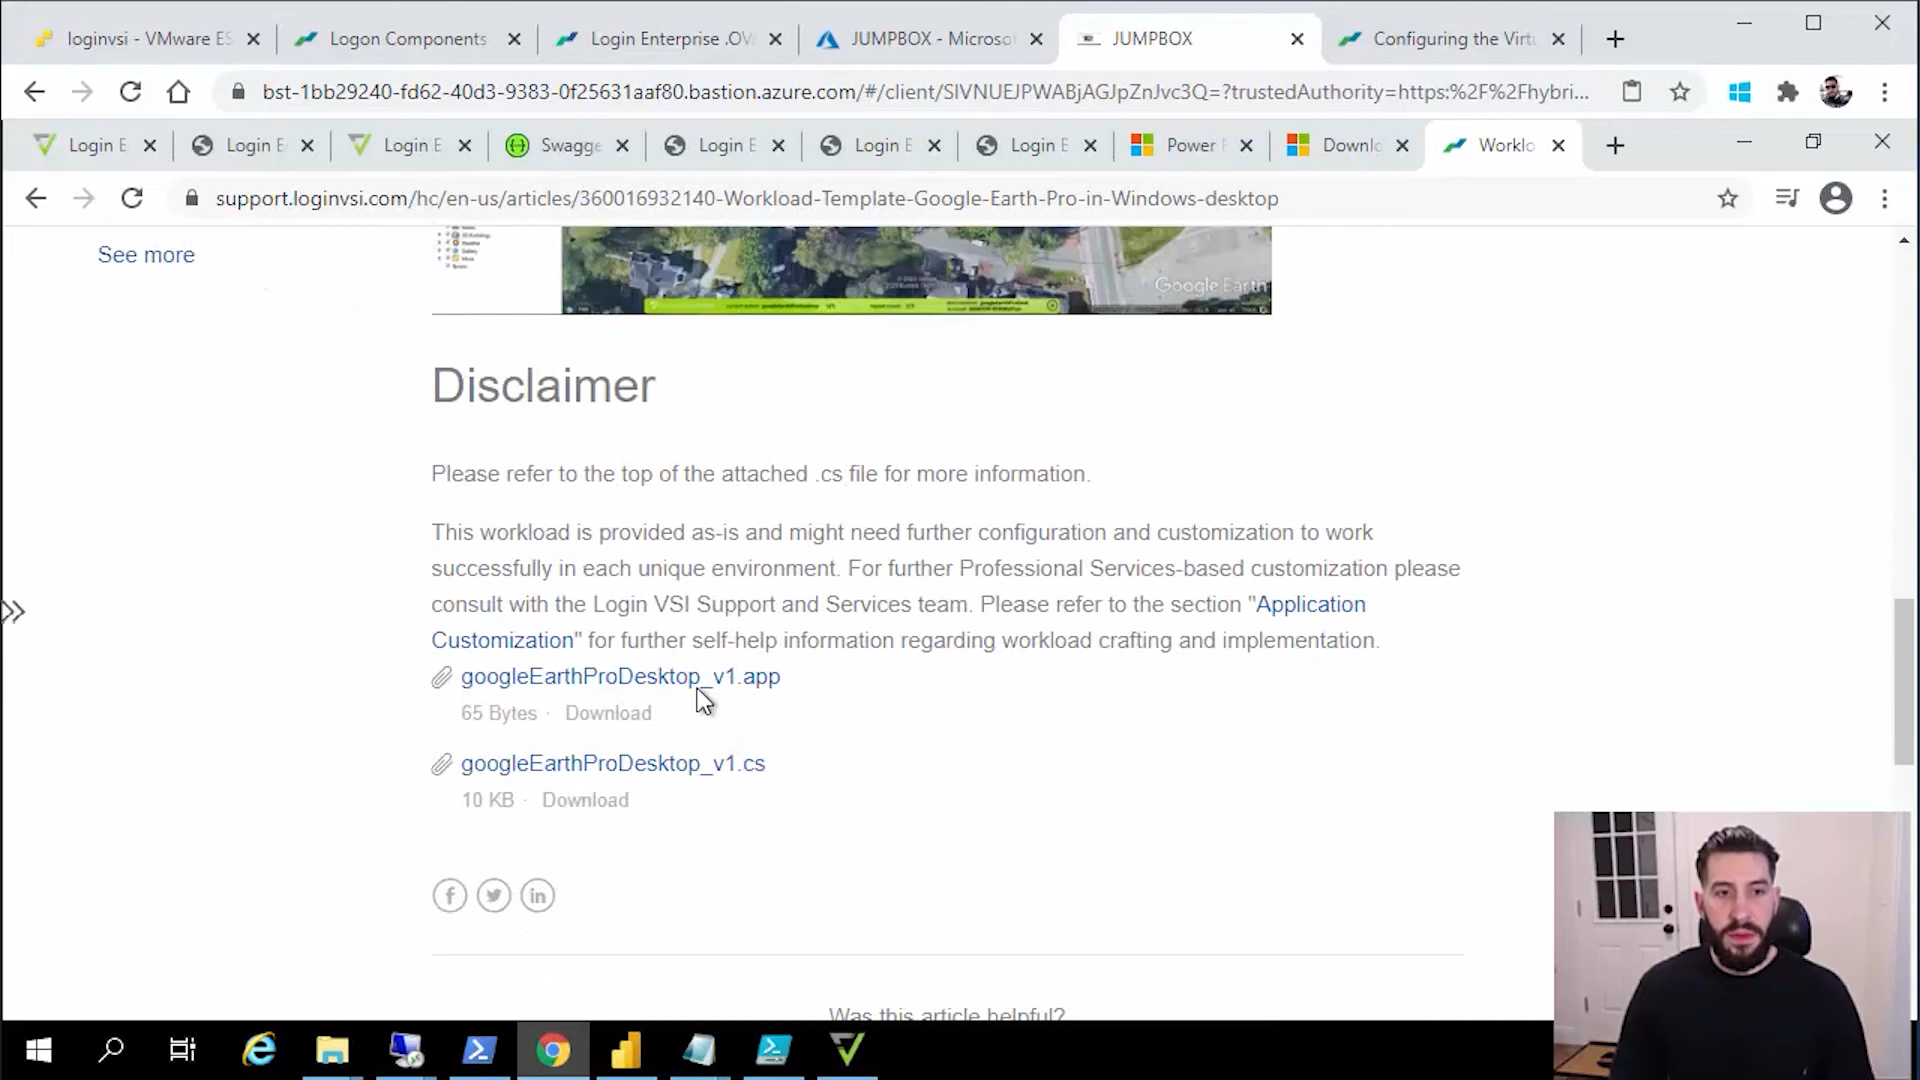 loginvsi - VMware ES
Logon Components
Login Enterprise .OV
JUMPBOX - Microsof
JUMPBOX
Configuring the Virtu
bst-1bb29240-fd62-40d3-9383-0f25631aaf80.bastion.azure.com/#/client/SlVNUEJPWABjAGJpZnJvc3Q=?trustedAuthority=https:%2F%2Fhybri...
Login E
Login E
Login E
Swagge
Login E
Login E
Login E
Power
Downlo
Worklo
support.loginvsi.com/hc/en-us/articles/360016932140-Workload-Template-Google-Earth-Pro-in-Windows-desktop
See more
Google Earth
Disclaimer
Please refer to the top of the attached .cs file for more information.
This workload is provided as-is and might need further configuration and customization to work
successfully in each unique environment. For further Professional Services-based customization please
consult with the Login VSI Support and Services team. Please refer to the section "Application
Customization" for further self-help information regarding workload crafting and implementation.
googleEarthProDesktop_v1.app
65 Bytes · Download
googleEarthProDesktop_v1.cs
10 KB · Download
Was this article helpful?